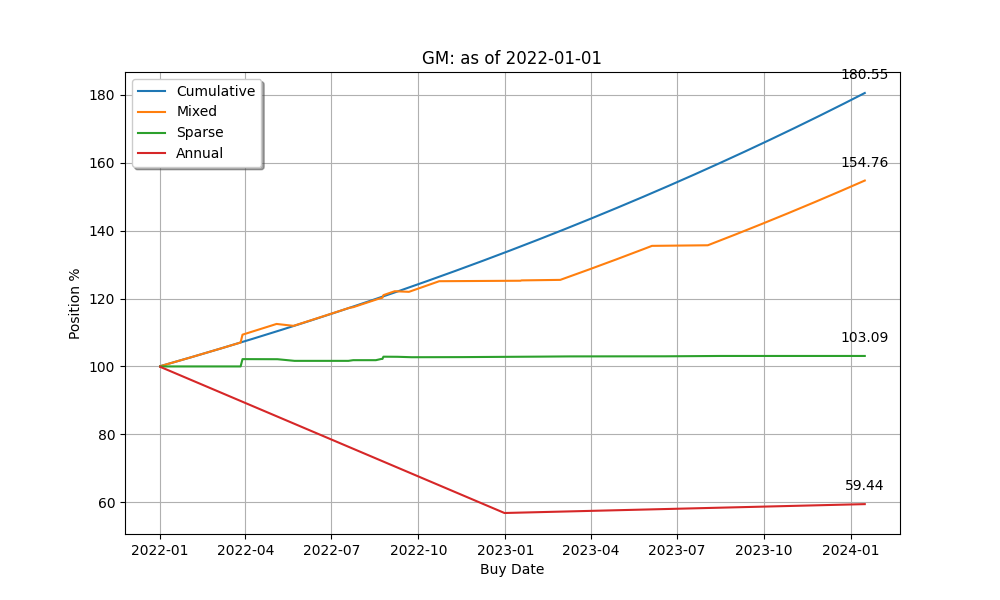 GM: as of 2022-01-01
Cumulative
Mixed
Sparse
Annual
180.55
154.76
103.09
59.44
Position %
180
160
140
120
100
80
60
2022-01 2022-04 2022-07 2022-10 2023-01 2023-04 2023-07 2023-10 2024-01
Buy Date